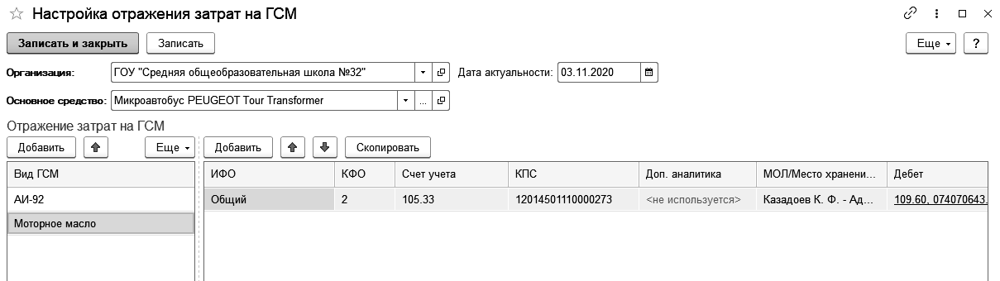 Настройка отражения затрат на ГСМ
Записать и закрыть Записать Еще ?
Организация: ГОУ "Средняя общеобразовательная школа №32" Дата актуальности: 03.11.2020
Основное средство: Микроавтобус PEUGEOT Tour Transformer ...
Отражение затрат на ГСМ
Добавить Еще Добавить Скопировать
Вид ГСМ ИФО КФО Счет учета КПС Доп. аналитика МОЛ/Место хранени... Дебет
АИ-92 Общий 2 105.33 12014501110000273 <не используется> Казадоев К. Ф. - Ад... 109.60, 074070643.
Моторное масло